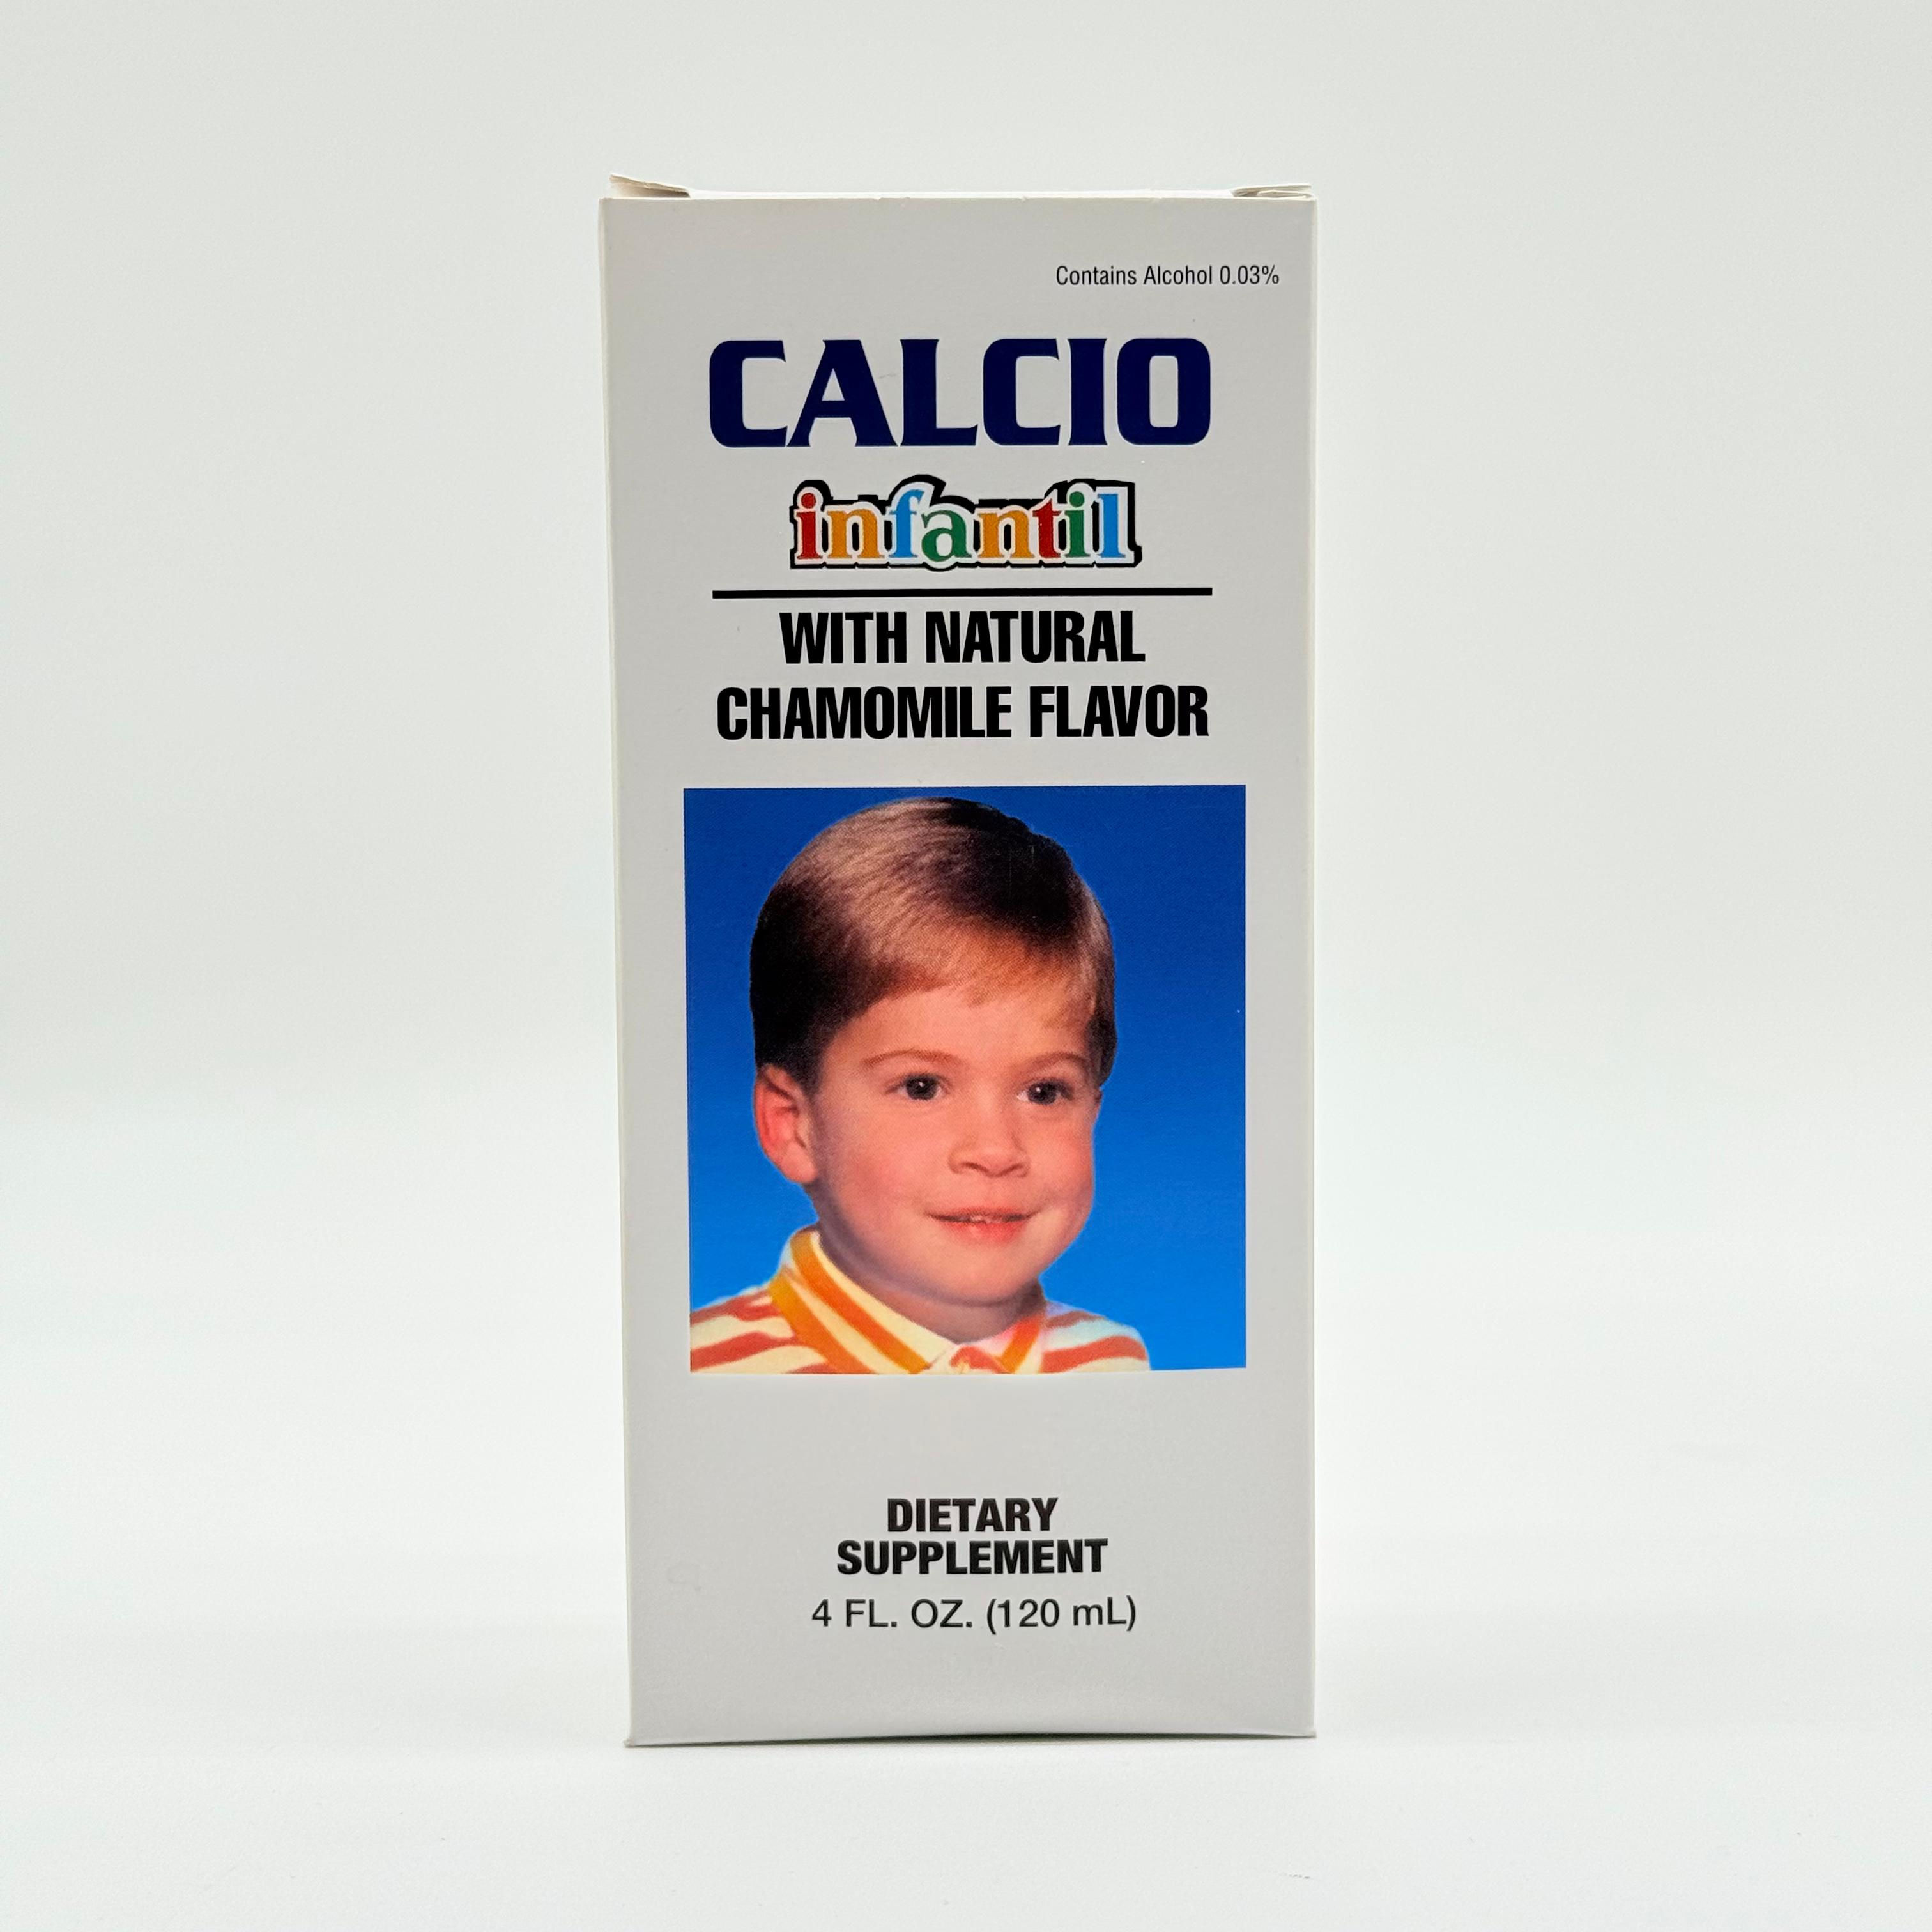 Contains Alcohol 0.03%
CALCIO
infantil
WITH NATURAL
CHAMOMILE FLAVOR
DIETARY
SUPPLEMENT
4 FL. OZ. (120 mL)